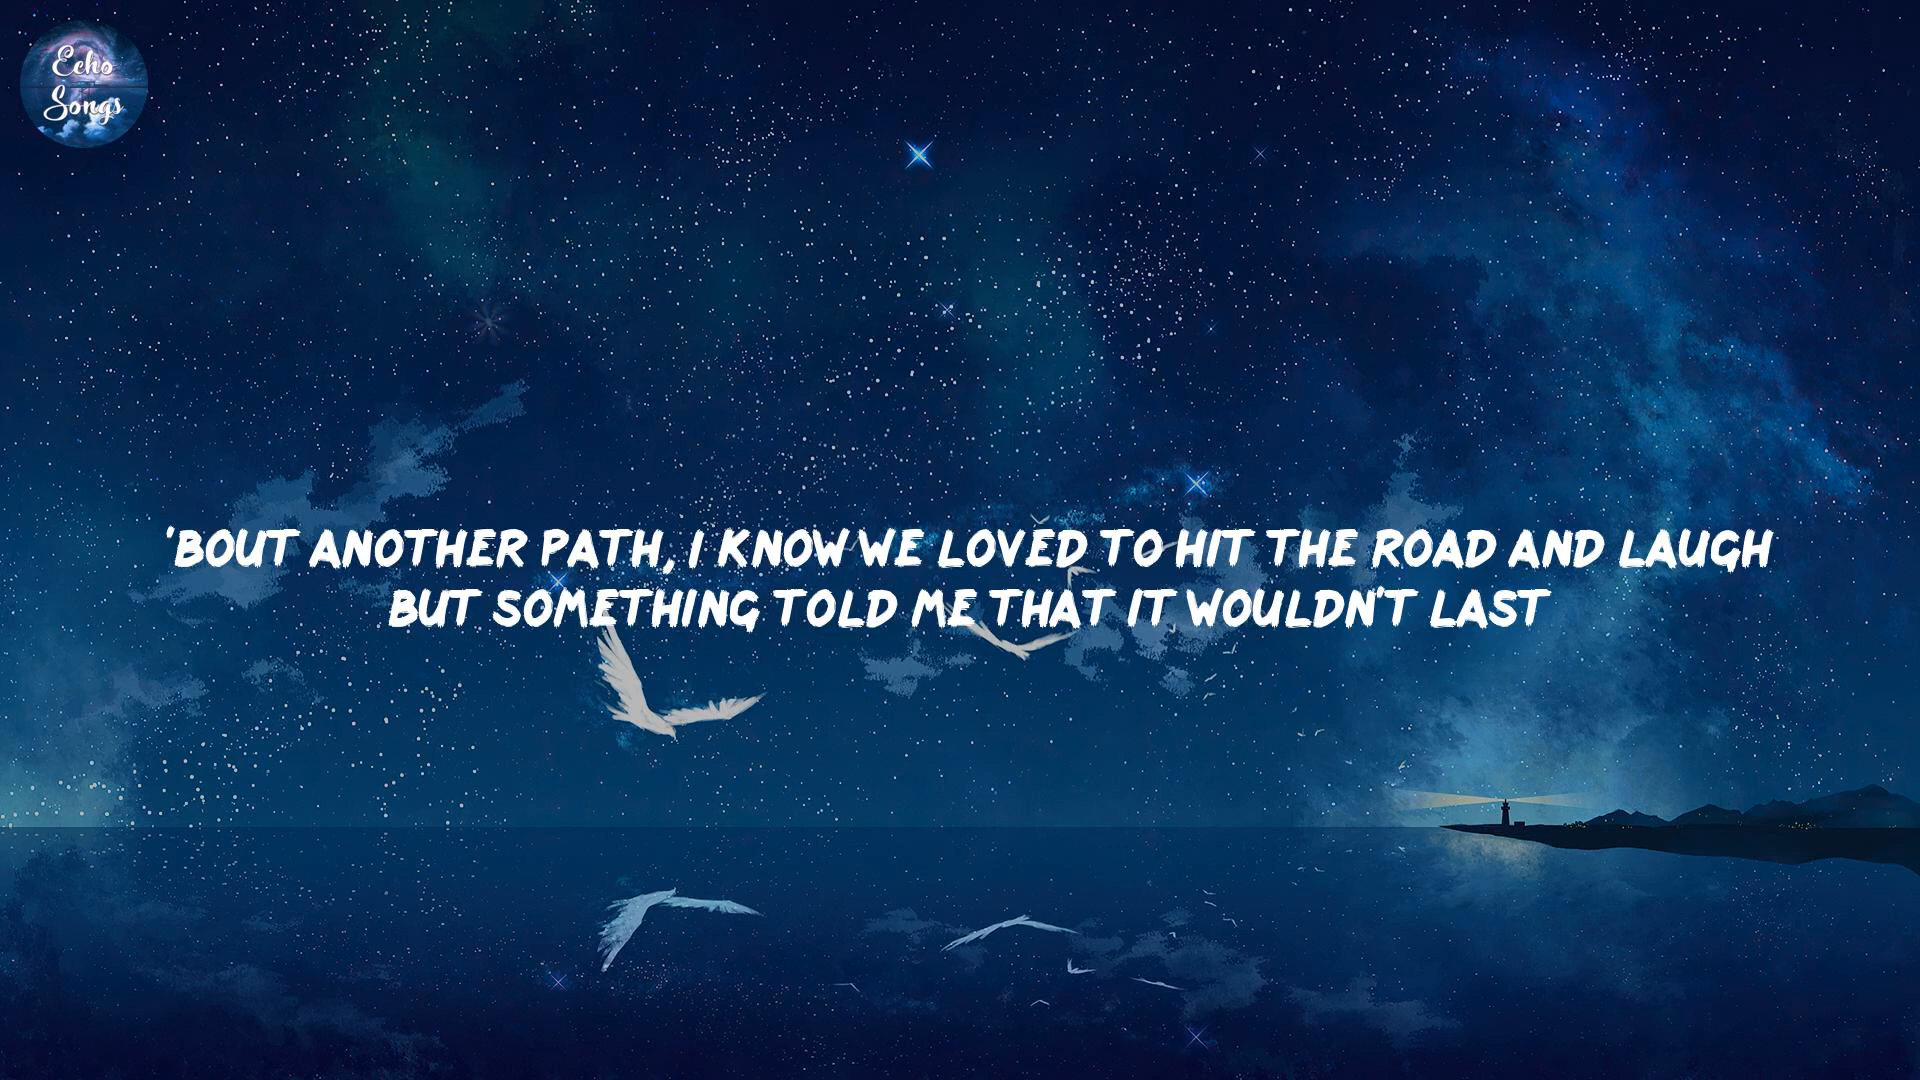 Echo
Songs
'BOUT ANOTHER PATH, I KNOW WE LOVED TO HIT THE ROAD AND LAUGH
BUT SOMETHING TOLD ME THAT IT WOULDN'T LAST